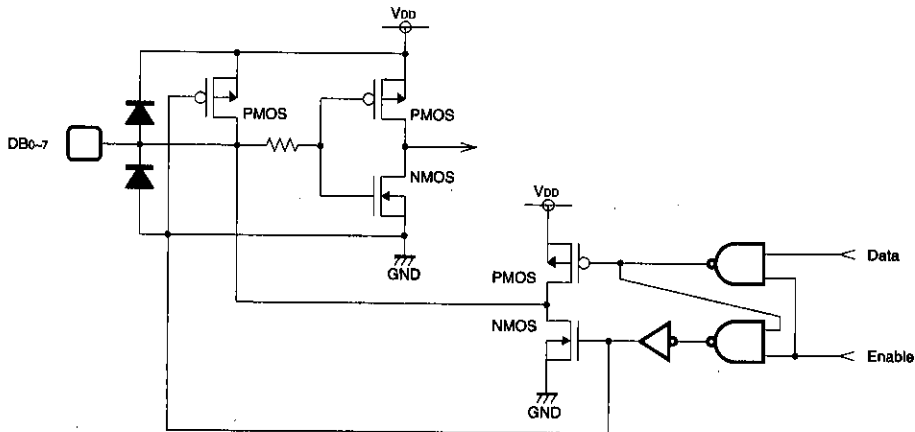 VDD
PMOS
PMOS
DB0~7
NMOS
VDD
GND
PMOS
Data
NMOS
Enable
GND